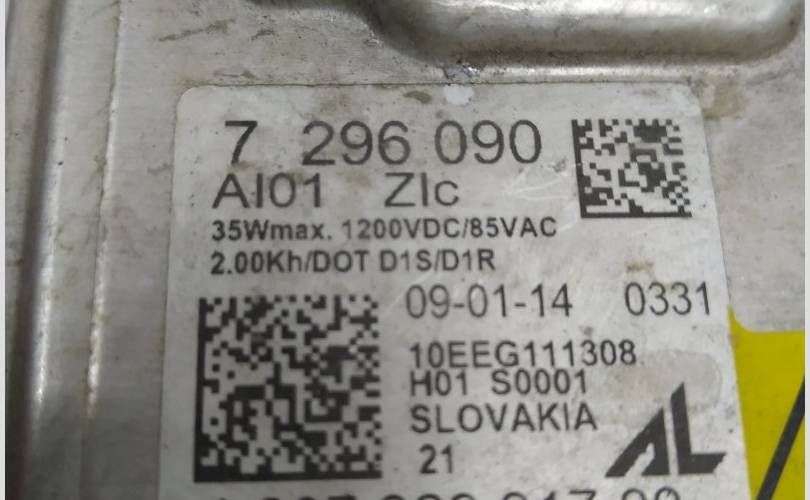 7 296 090
AI01 ZIc
35Wmax. 1200VDC/85VAC
2.00Kh/DOT D1S/D1R
09-01-14 0331
10EEG111308
H01 S0001
SLOVAKIA
21
AL